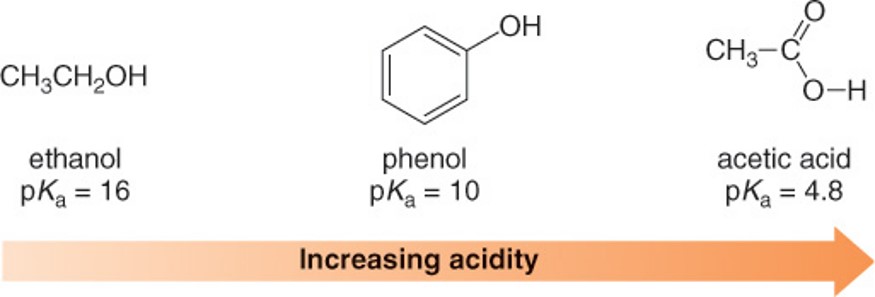 CH₃CH₂OH
ethanol
pKₐ = 16
OH
phenol
pKₐ = 10
O
CH₃–C
O–H
acetic acid
pKₐ = 4.8
Increasing acidity